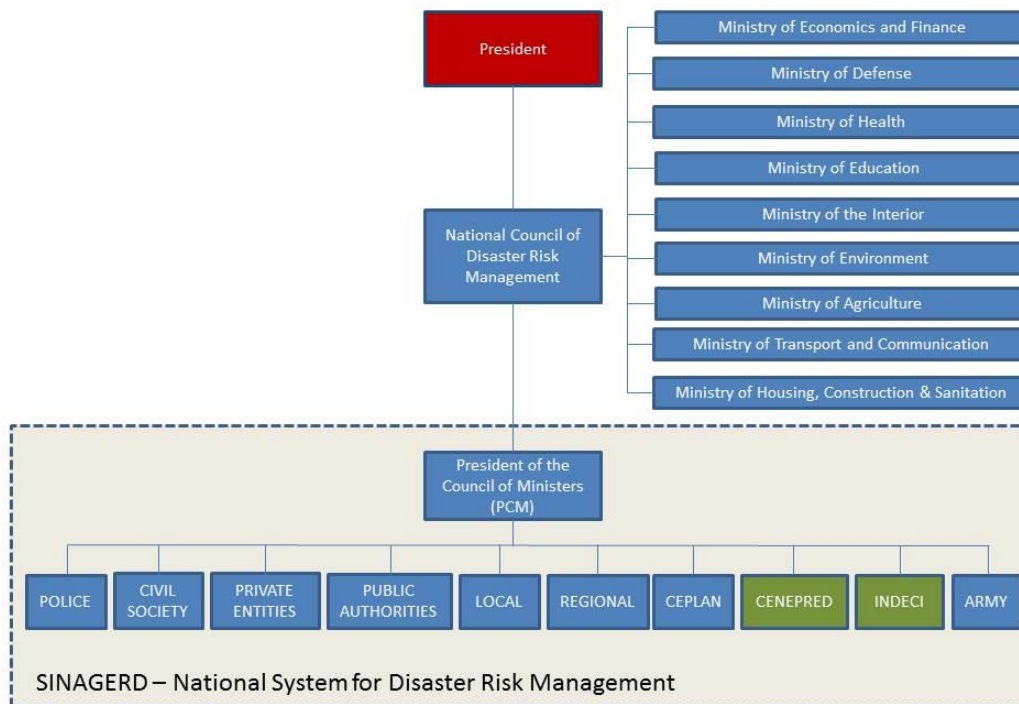 President
Ministry of Economics and Finance
Ministry of Defense
Ministry of Health
Ministry of Education
Ministry of the Interior
Ministry of Environment
Ministry of Agriculture
Ministry of Transport and Communication
Ministry of Housing, Construction & Sanitation
National Council of
Disaster Risk
Management
President of the
Council of Ministers
(PCM)
POLICE
CIVIL
SOCIETY
PRIVATE
ENTITIES
PUBLIC
AUTHORITIES
LOCAL
REGIONAL
CEPLAN
CENEPRED
INDECI
ARMY
SINAGERD – National System for Disaster Risk Management